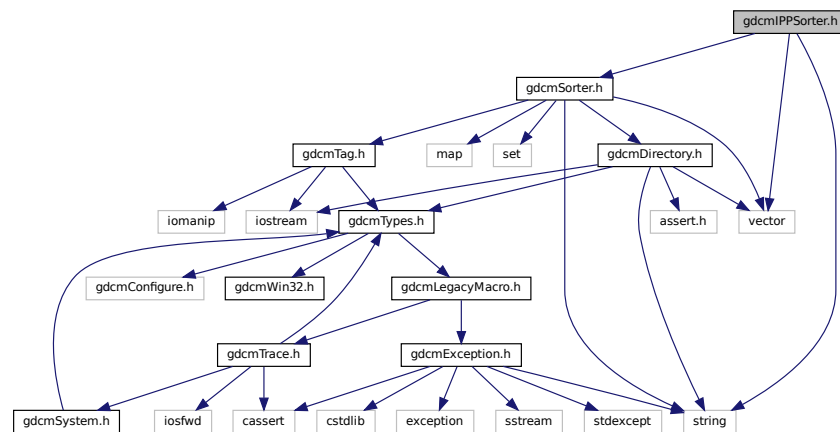 gdcmIPPSorter.h
gdcmSorter.h
gdcmTag.h
map
set
gdcmDirectory.h
iomanip
iostream
gdcmTypes.h
assert.h
vector
gdcmConfigure.h
gdcmWin32.h
gdcmLegacyMacro.h
gdcmTrace.h
gdcmException.h
gdcmSystem.h
iosfwd
cassert
cstdlib
exception
sstream
stdexcept
string